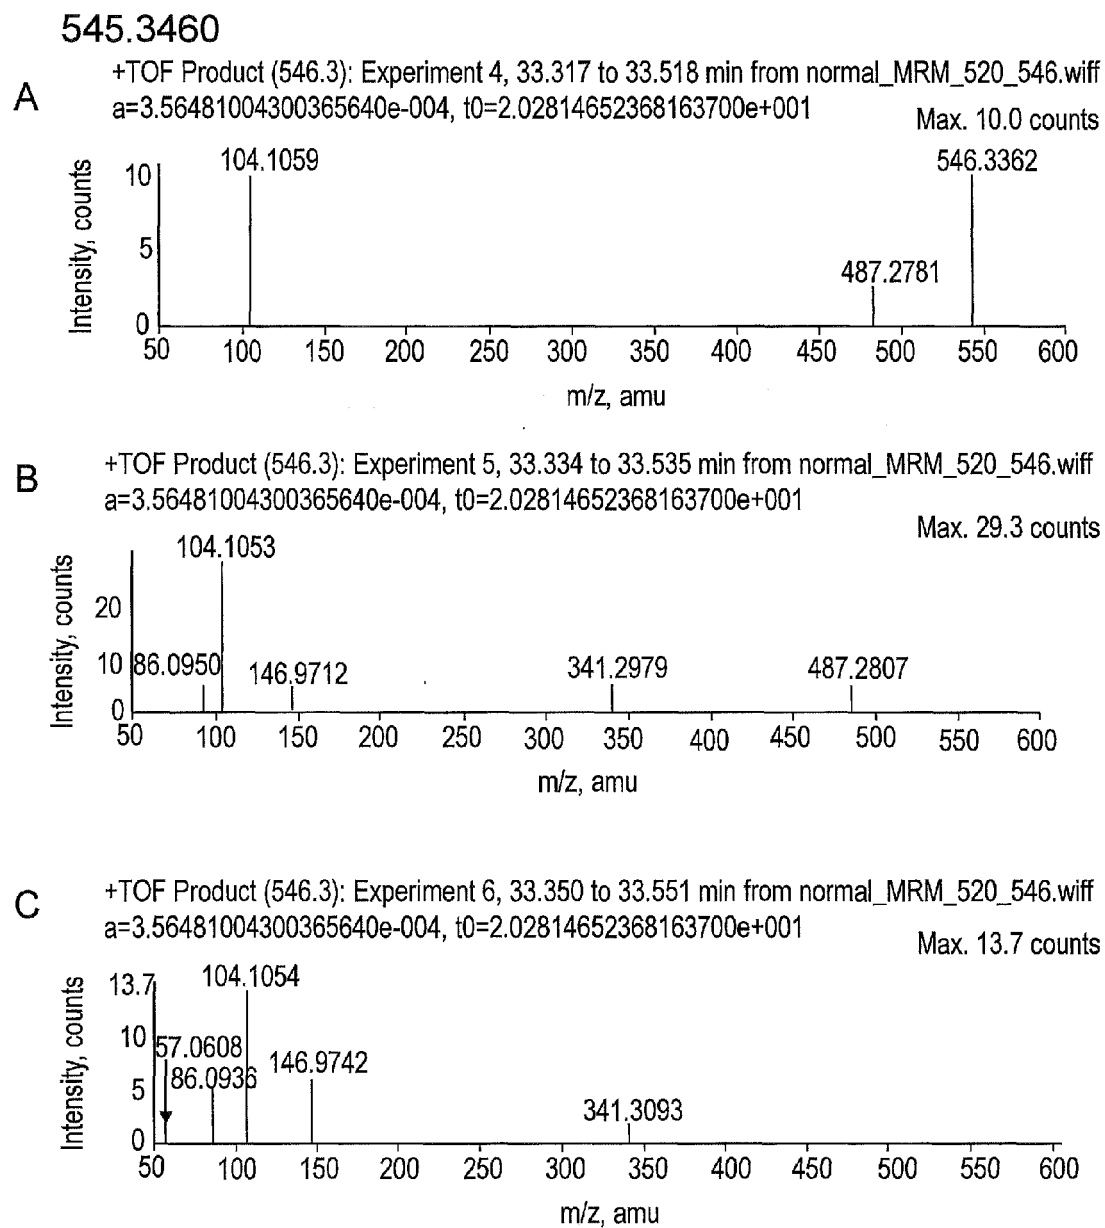 545.3460
A
+TOF Product (546.3): Experiment 4, 33.317 to 33.518 min from normal_MRM_520_546.wiff
a=3.56481004300365640e-004, t0=2.02814652368163700e+001
Max. 10.0 counts
104.1059
546.3362
487.2781
Intensity, counts
10
5
0
50 100 150 200 250 300 350 400 450 500 550 600
m/z, amu
B
+TOF Product (546.3): Experiment 5, 33.334 to 33.535 min from normal_MRM_520_546.wiff
a=3.56481004300365640e-004, t0=2.02814652368163700e+001
Max. 29.3 counts
104.1053
86.0950
146.9712
341.2979
487.2807
Intensity, counts
20
10
0
50 100 150 200 250 300 350 400 450 500 550 600
m/z, amu
C
+TOF Product (546.3): Experiment 6, 33.350 to 33.551 min from normal_MRM_520_546.wiff
a=3.56481004300365640e-004, t0=2.02814652368163700e+001
Max. 13.7 counts
13.7
104.1054
57.0608
86.0936
146.9742
341.3093
Intensity, counts
10
5
0
50 100 150 200 250 300 350 400 450 500 550 600
m/z, amu